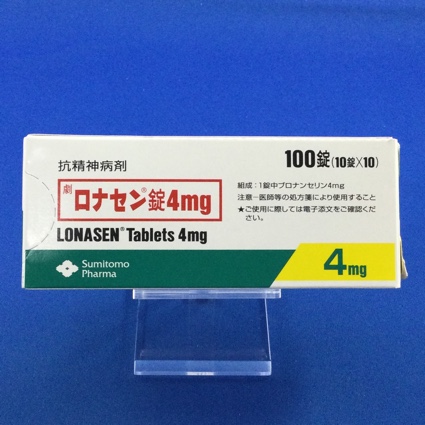 抗精神病剤
100錠(10錠×10)
劇 ロナセン®錠4mg
LONASEN® Tablets 4mg
組成：1錠中ブロナンセリン4mg
注意－医師等の処方箋により使用すること
★ご使用に際しては電子添文をご確認くだ
さい。
Sumitomo
Pharma
4mg